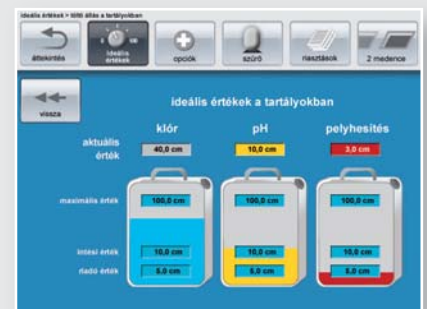 ideális értékek > töltő állás a tartályokban
áttekintés
ideális értékek
opciók
szűrő
riasztások
2 medence
vissza
ideális értékek a tartályokban
klór pH pelyhesítés
aktuális érték 40,0 cm 10,0 cm 3,0 cm
maximális érték 100,0 cm 100,0 cm 100,0 cm
intési érték 10,0 cm 10,0 cm 10,0 cm
riadó érték 5,0 cm 5,0 cm 5,0 cm